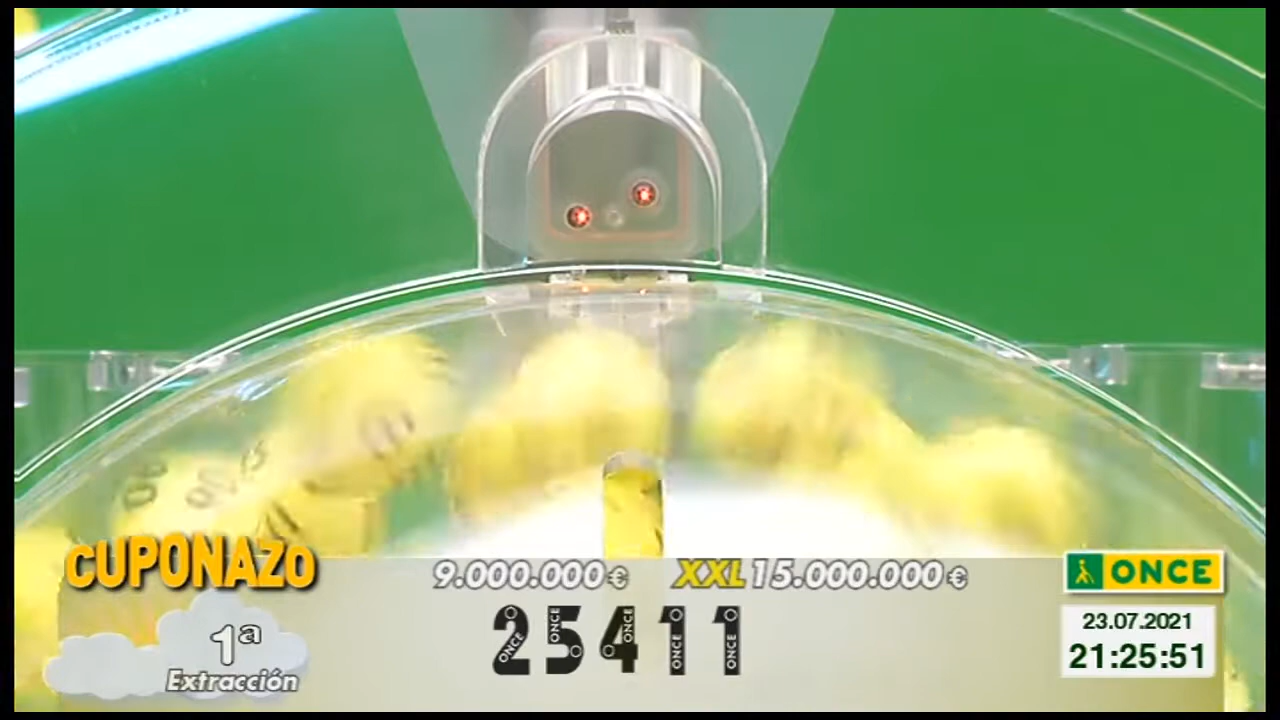 CUPONAZO
9.000.000€ XXL 15.000.000€
ONCE
1ª
Extracción
25411
23.07.2021
21:25:51